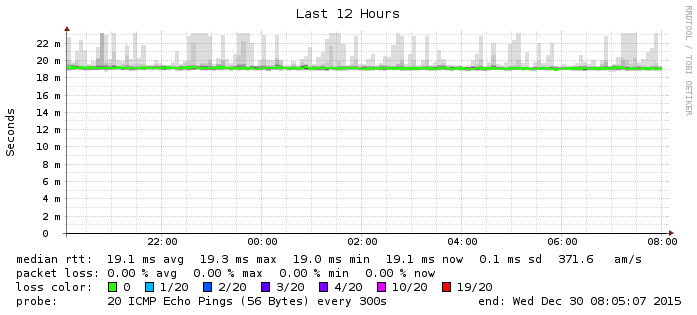 Last 12 Hours
RRDTOOL / TOBI OETIKER
Seconds
22 m
20 m
18 m
16 m
14 m
12 m
10 m
8 m
6 m
4 m
2 m
0
22:00 00:00 02:00 04:00 06:00 08:00
median rtt: 19.1 ms avg 19.3 ms max 19.0 ms min 19.1 ms now 0.1 ms sd 371.6 am/s
packet loss: 0.00 % avg 0.00 % max 0.00 % min 0.00 % now
loss color: 0 1/20 2/20 3/20 4/20 10/20 19/20
probe: 20 ICMP Echo Pings (56 Bytes) every 300s end: Wed Dec 30 08:05:07 2015